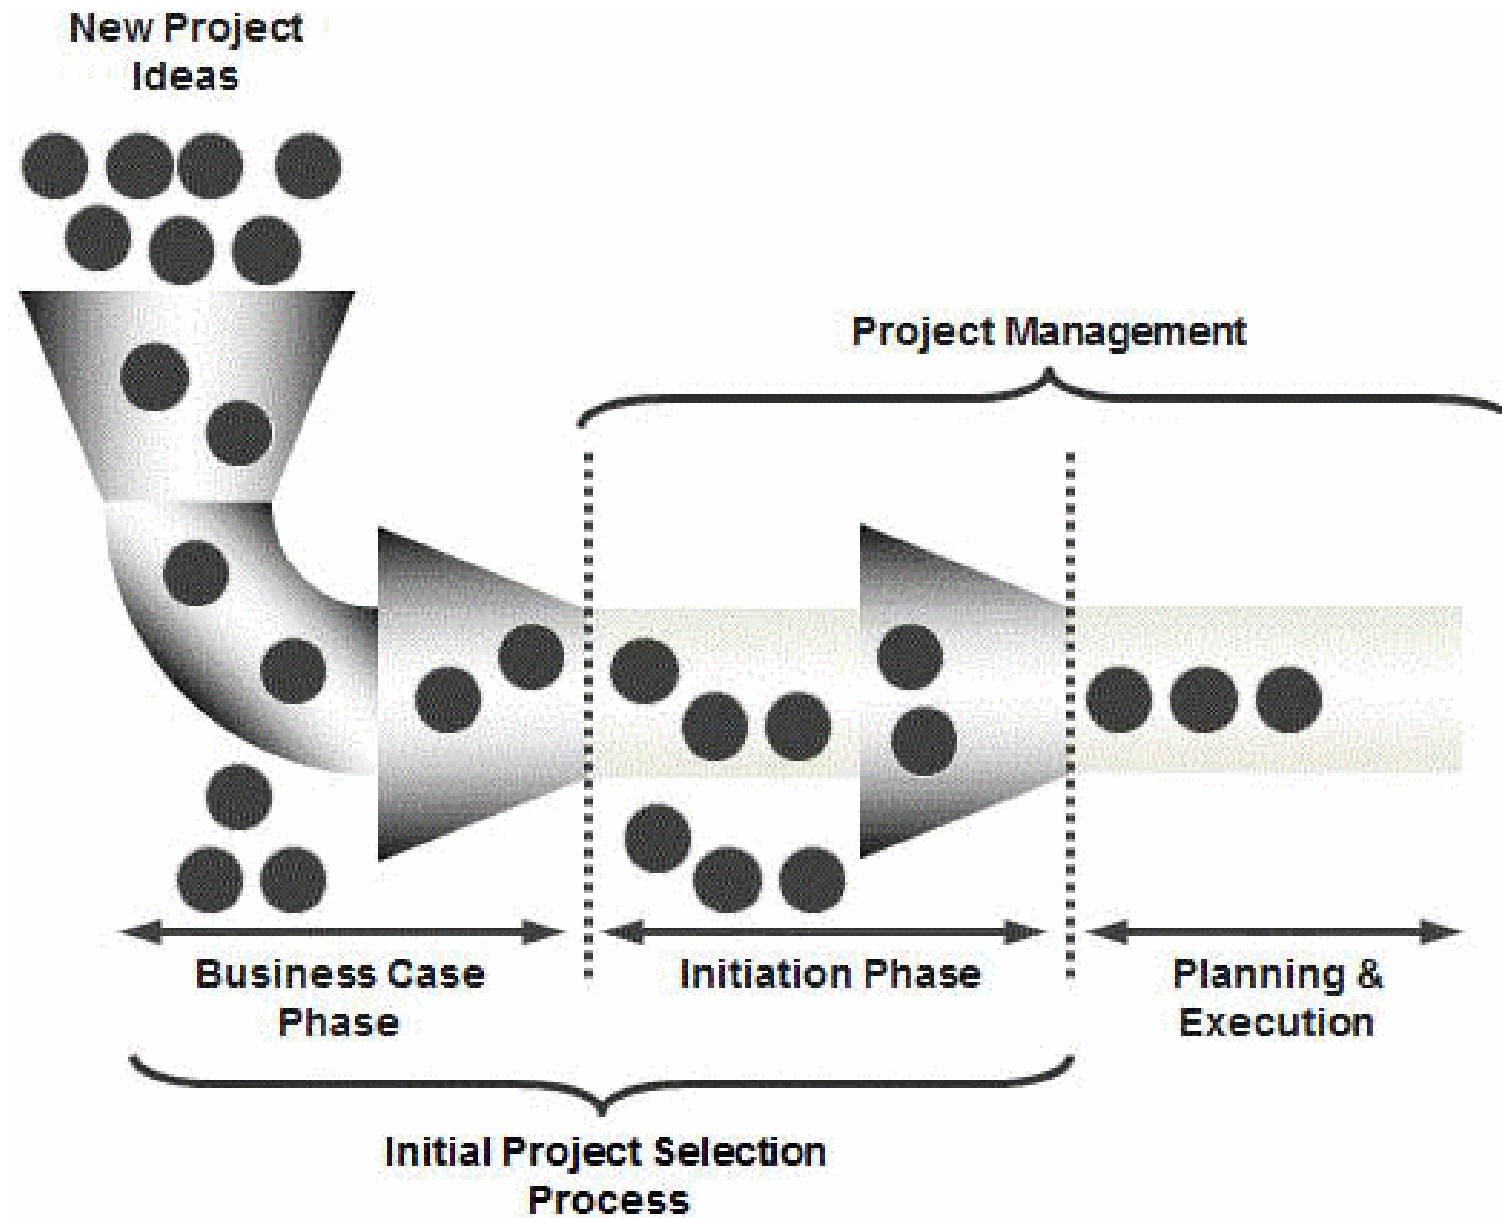 New Project
Ideas
Project Management
Business Case
Phase
Initiation Phase
Planning &
Execution
Initial Project Selection
Process